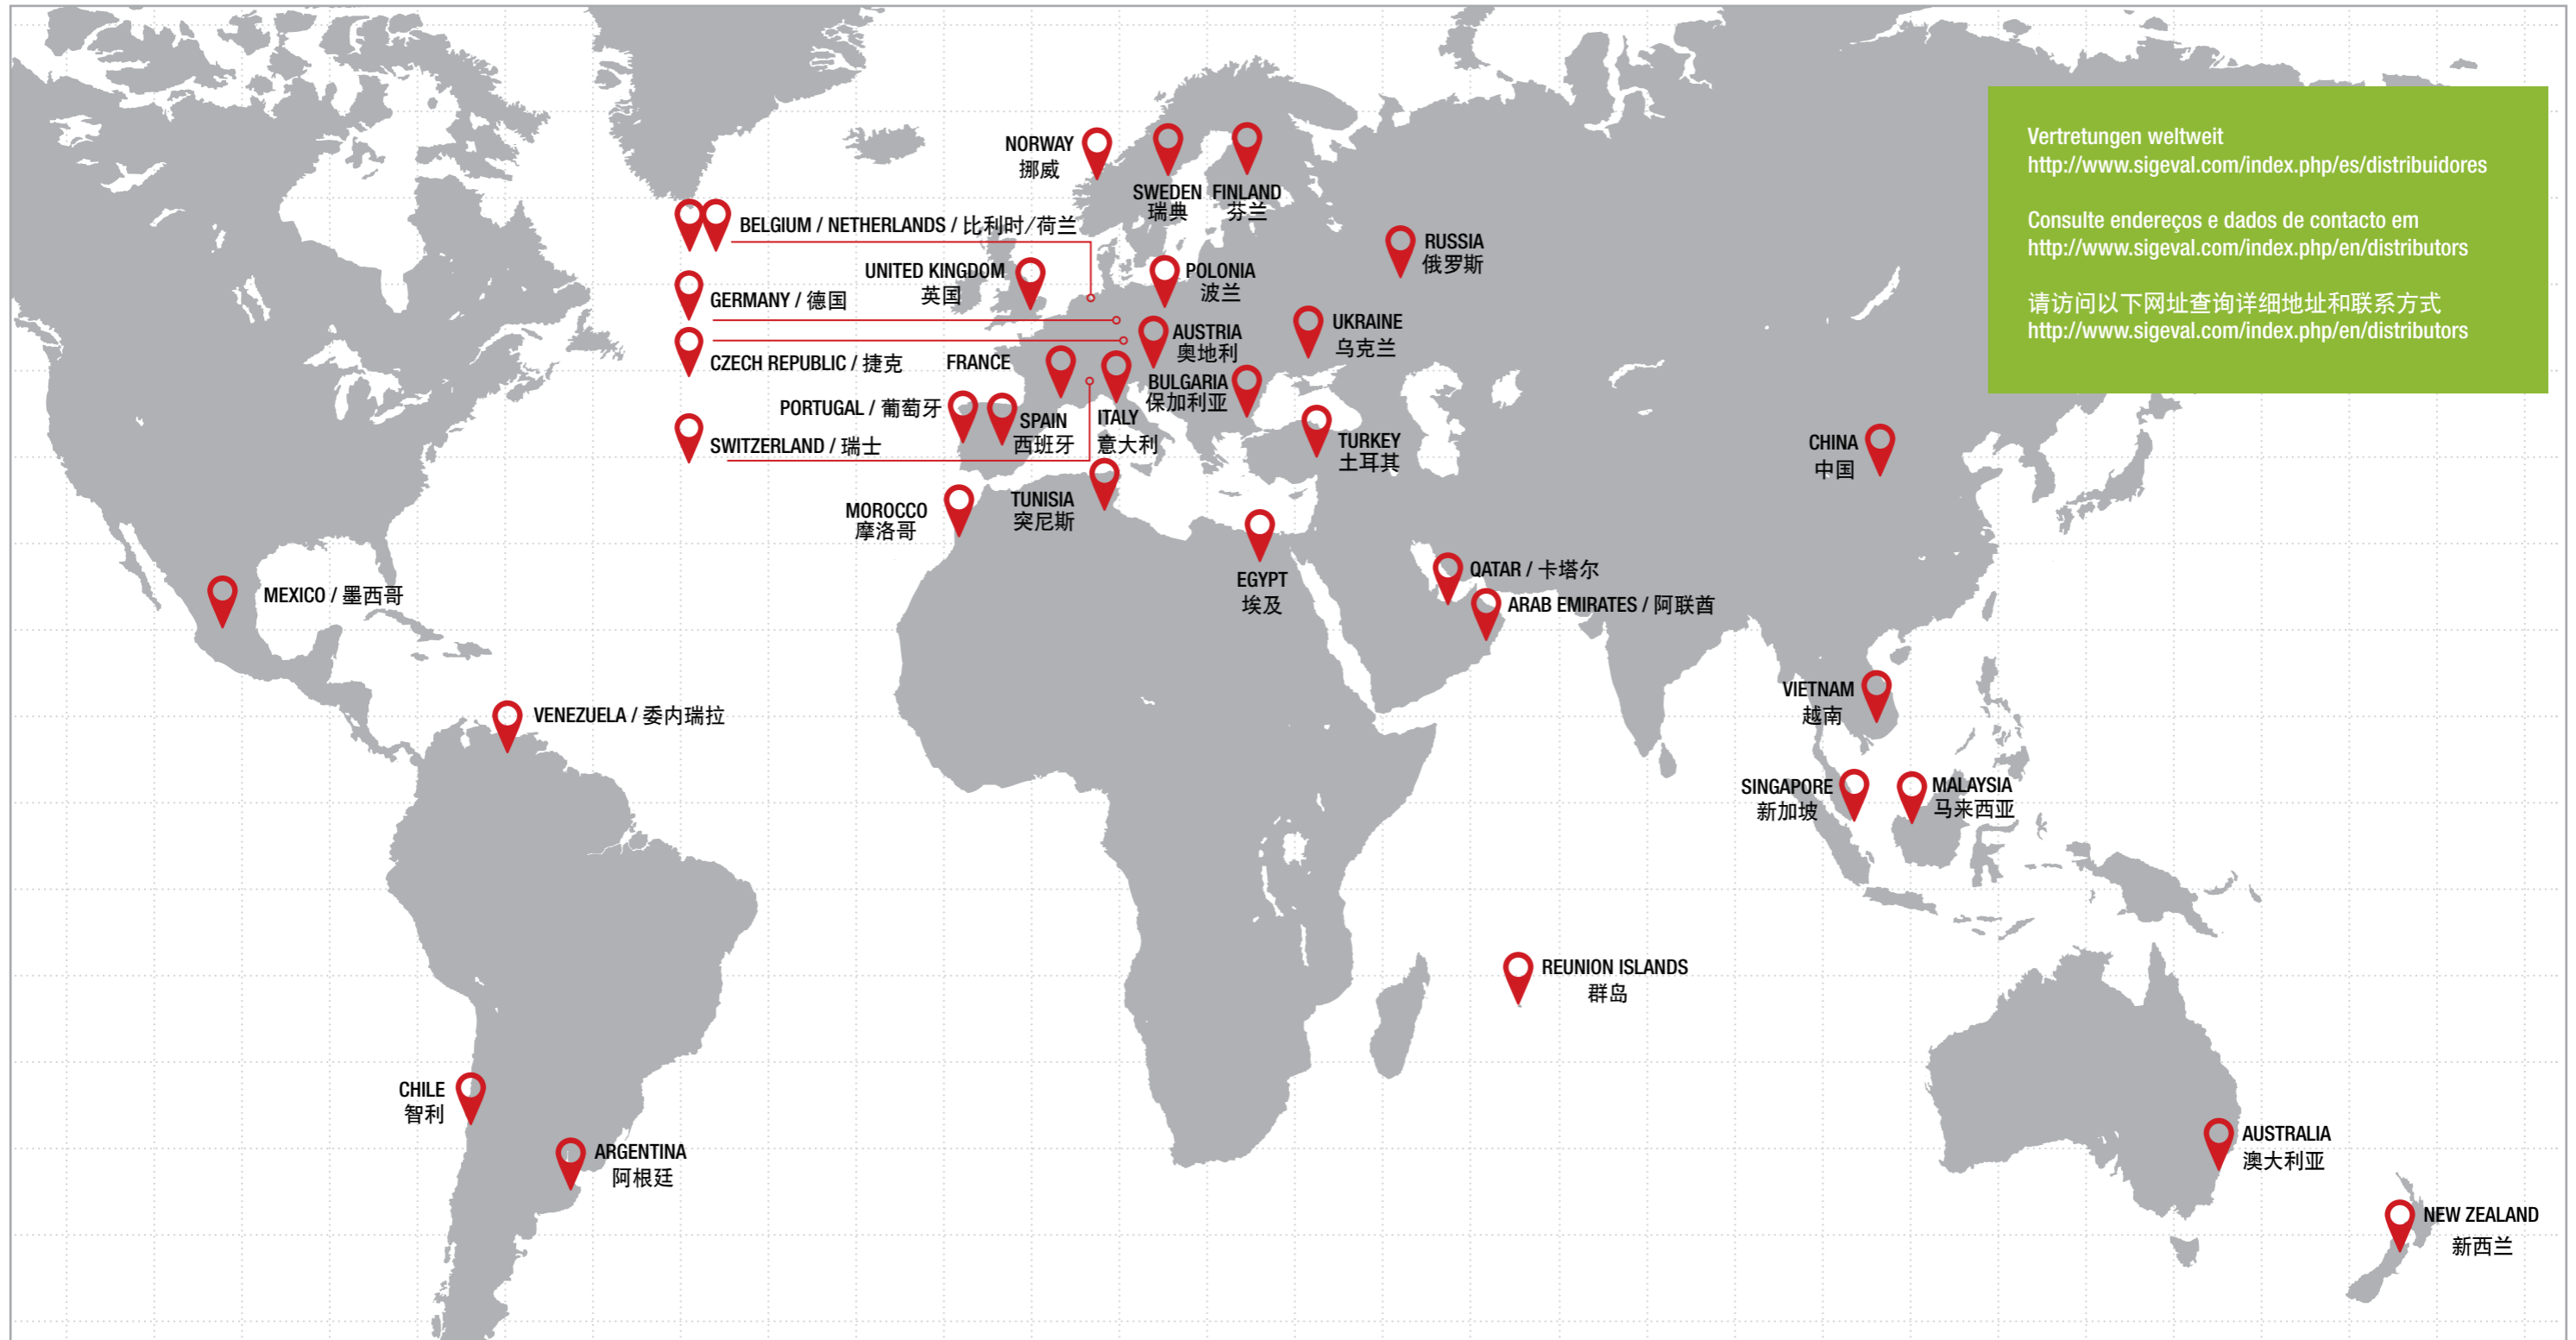 Vertretungen weltweit
http://www.sigeval.com/index.php/es/distribuidores
Consulte endereços e dados de contacto em
http://www.sigeval.com/index.php/en/distributors
请访问以下网址查询详细地址和联系方式
http://www.sigeval.com/index.php/en/distributors
NORWAY
挪威
SWEDEN
瑞典
FINLAND
芬兰
BELGIUM / NETHERLANDS / 比利时/荷兰
RUSSIA
俄罗斯
UNITED KINGDOM
英国
POLONIA
波兰
GERMANY / 德国
UKRAINE
乌克兰
AUSTRIA
奥地利
CZECH REPUBLIC / 捷克
FRANCE
BULGARIA
保加利亚
PORTUGAL / 葡萄牙
SPAIN
西班牙
ITALY
意大利
TURKEY
土耳其
SWITZERLAND / 瑞士
CHINA
中国
MOROCCO
摩洛哥
TUNISIA
突尼斯
EGYPT
埃及
QATAR / 卡塔尔
ARAB EMIRATES / 阿联酋
MEXICO / 墨西哥
VIETNAM
越南
VENEZUELA / 委内瑞拉
SINGAPORE
新加坡
MALAYSIA
马来西亚
REUNION ISLANDS
群岛
CHILE
智利
ARGENTINA
阿根廷
AUSTRALIA
澳大利亚
NEW ZEALAND
新西兰